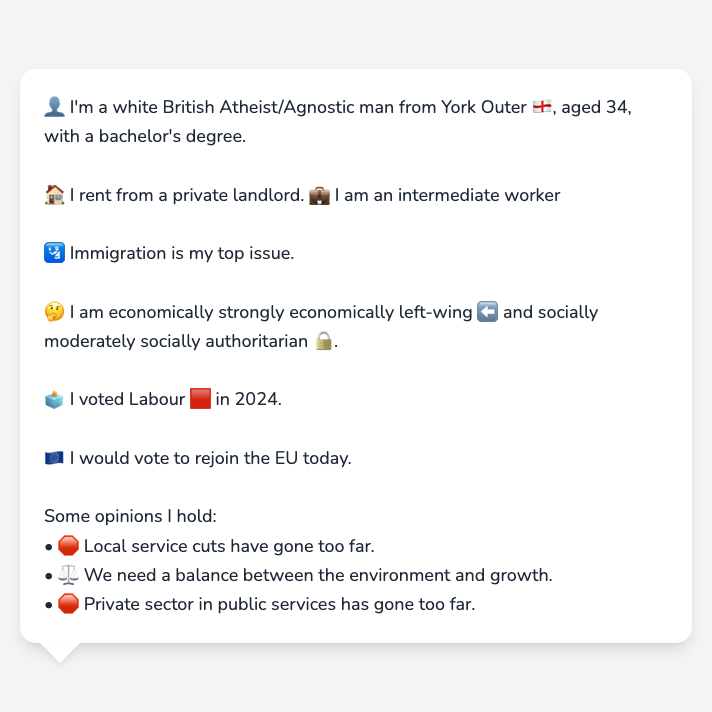 👤 I'm a white British Atheist/Agnostic man from York Outer 🏴󠁧󠁢󠁥󠁮󠁧󠁿, aged 34,
with a bachelor's degree.
🏠 I rent from a private landlord. 💼 I am an intermediate worker
🛂 Immigration is my top issue.
🤔 I am economically strongly economically left-wing ⬅️ and socially
moderately socially authoritarian 🔒.
🗳️ I voted Labour 🟥 in 2024.
🇪🇺 I would vote to rejoin the EU today.
Some opinions I hold:
• 🛑 Local service cuts have gone too far.
• ⚖️ We need a balance between the environment and growth.
• 🛑 Private sector in public services has gone too far.